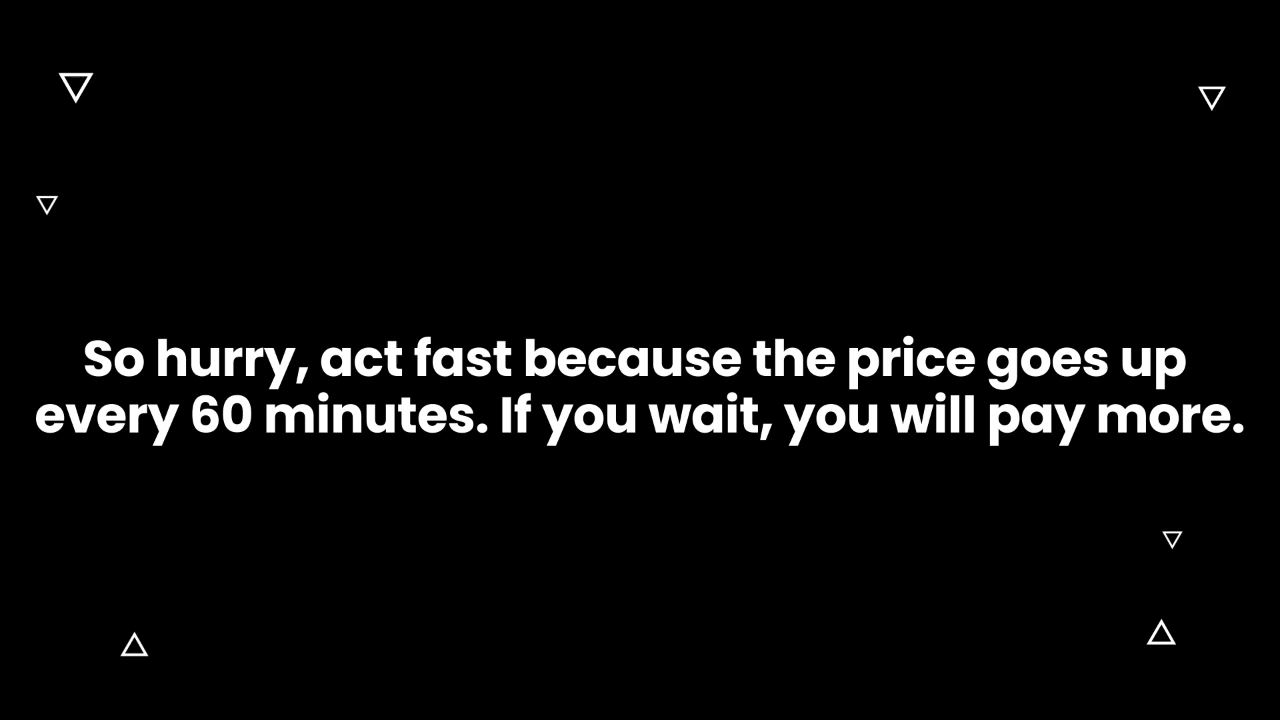 So hurry, act fast because the price goes up
every 60 minutes. If you wait, you will pay more.